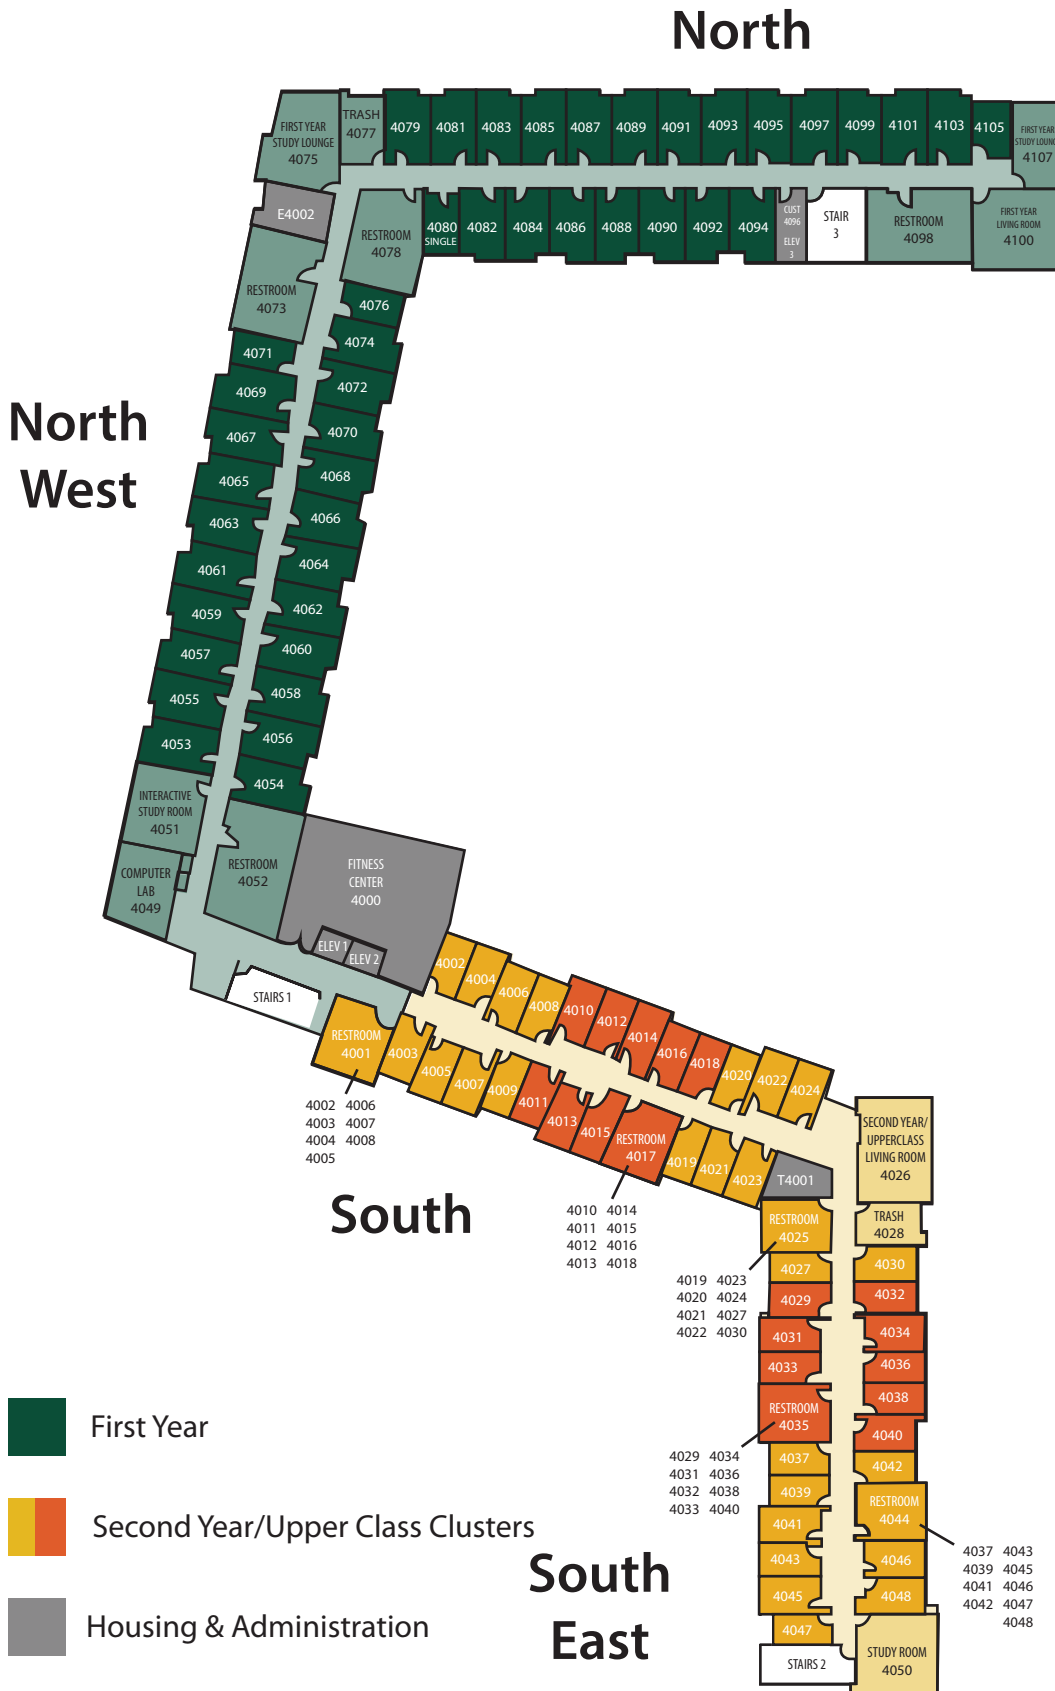 North
FIRST YEAR
STUDY LOUNGE
4075
TRASH
4077
4079
4081
4083
4085
4087
4089
4091
4093
4095
4097
4099
4101
4103
4105
FIRST YEAR
STUDY LOUNGE
4107
E4002
RESTROOM
4078
4080
SINGLE
4082
4084
4086
4088
4090
4092
4094
CUST
4096
ELEV
3
STAIR
3
RESTROOM
4098
FIRST YEAR
LIVING ROOM
4100
RESTROOM
4073
4076
4071
4074
4069
4072
North
West
4067
4070
4065
4068
4063
4066
4061
4064
4059
4062
4057
4060
4055
4058
4053
4056
4054
INTERACTIVE
STUDY ROOM
4051
COMPUTER
LAB
4049
RESTROOM
4052
FITNESS
CENTER
4000
ELEV 1
ELEV 2
STAIRS 1
4002
4004
4006
4008
4010
4012
4014
4016
4018
4020
4022
4024
RESTROOM
4001
4003
4005
4007
4009
4011
4013
4015
RESTROOM
4017
4019
4021
4023
T4001
4002 4006
4003 4007
4004 4008
4005
South
4010 4014
4011 4015
4012 4016
4013 4018
SECOND YEAR/
UPPERCLASS
LIVING ROOM
4026
TRASH
4028
RESTROOM
4025
4019 4023
4020 4024
4021 4027
4022 4030
4027
4030
4029
4032
4031
4034
4033
4036
4038
RESTROOM
4035
4040
4029 4034
4031 4036
4032 4038
4033 4040
4037
4042
4039
RESTROOM
4044
4041
4043
4046
4045
4048
4037 4043
4039 4045
4041 4046
4042 4047
4048
4047
STAIRS 2
STUDY ROOM
4050
South
East
First Year
Second Year/Upper Class Clusters
Housing & Administration